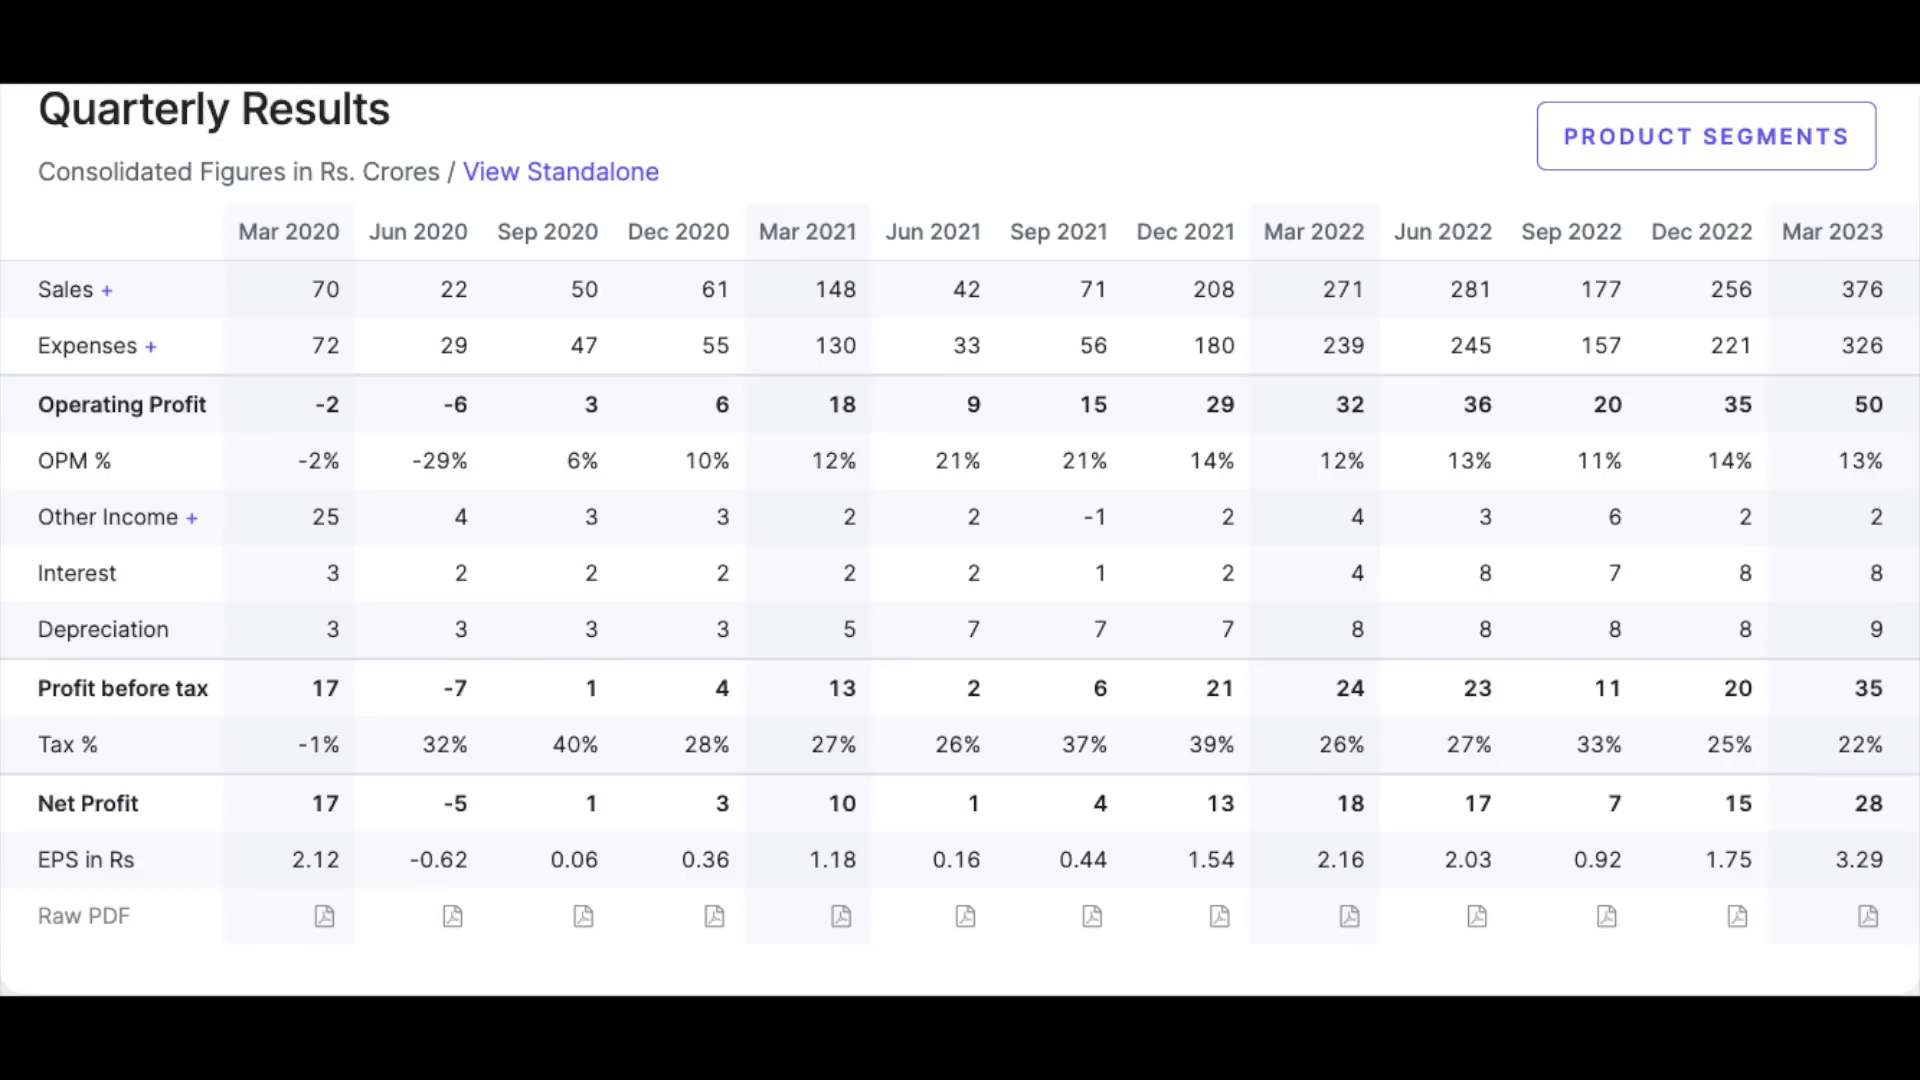 Quarterly Results
PRODUCT SEGMENTS
Consolidated Figures in Rs. Crores / View Standalone
Mar 2020 Jun 2020 Sep 2020 Dec 2020 Mar 2021 Jun 2021 Sep 2021 Dec 2021 Mar 2022 Jun 2022 Sep 2022 Dec 2022 Mar 2023
Sales + 70 22 50 61 148 42 71 208 271 281 177 256 376
Expenses + 72 29 47 55 130 33 56 180 239 245 157 221 326
Operating Profit -2 -6 3 6 18 9 15 29 32 36 20 35 50
OPM % -2% -29% 6% 10% 12% 21% 21% 14% 12% 13% 11% 14% 13%
Other Income + 25 4 3 3 2 2 -1 2 4 3 6 2 2
Interest 3 2 2 2 2 2 1 2 4 8 7 8 8
Depreciation 3 3 3 3 5 7 7 7 8 8 8 8 9
Profit before tax 17 -7 1 4 13 2 6 21 24 23 11 20 35
Tax % -1% 32% 40% 28% 27% 26% 37% 39% 26% 27% 33% 25% 22%
Net Profit 17 -5 1 3 10 1 4 13 18 17 7 15 28
EPS in Rs 2.12 -0.62 0.06 0.36 1.18 0.16 0.44 1.54 2.16 2.03 0.92 1.75 3.29
Raw PDF